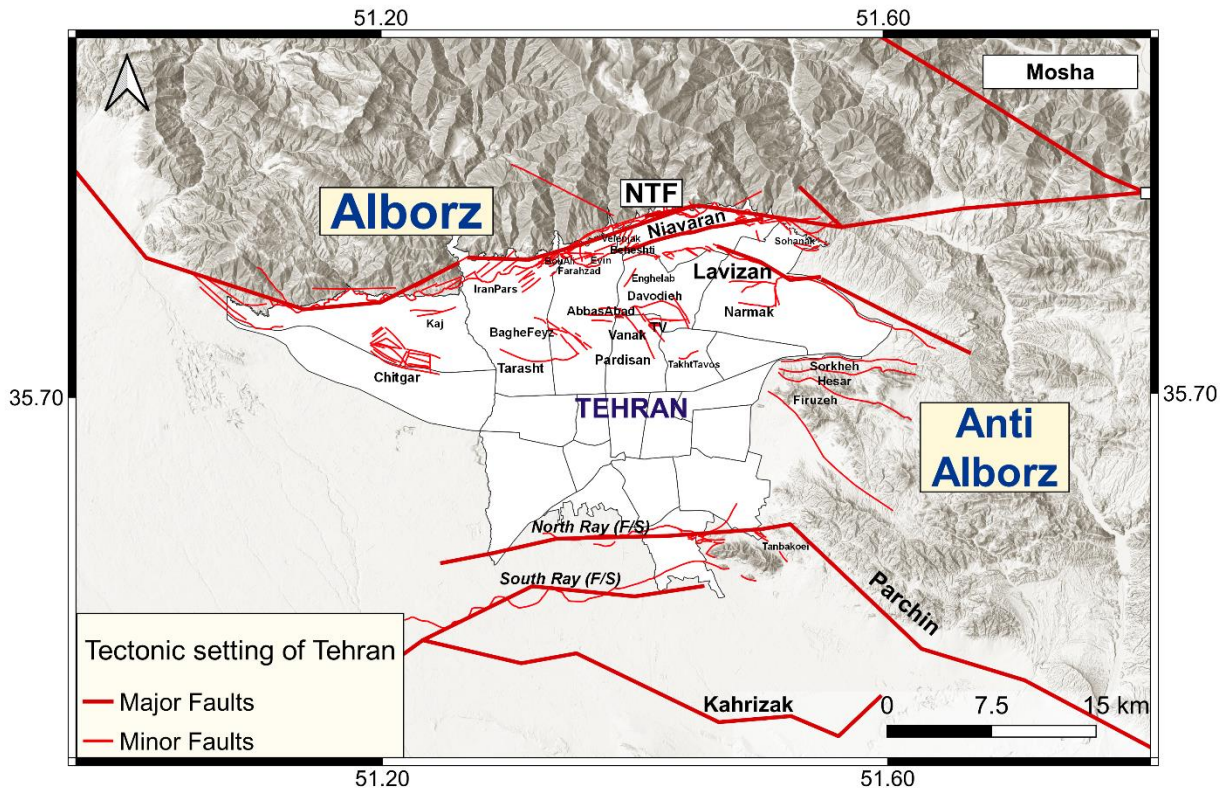 51.20
51.60
Mosha
NTF
Alborz
Niavaran
Velenjak
Sohanak
Beheshti
Eyin
Farahzad
Lavizan
Enghelab
IranPars
Davodieh
AbbasAbad
Narmak
Kaj
TV
BagheFeyz
Vanak
Pardisan
TakhtTavos
Tarasht
Sorkheh
Chitgar
Hesar
35.70
35.70
Firuzeh
TEHRAN
Anti
Alborz
North Ray (F/S)
Tanbakoei
South Ray (F/S)
Parchin
Tectonic setting of Tehran
Major Faults
Minor Faults
Kahrizak
0 7.5 15 km
51.20
51.60